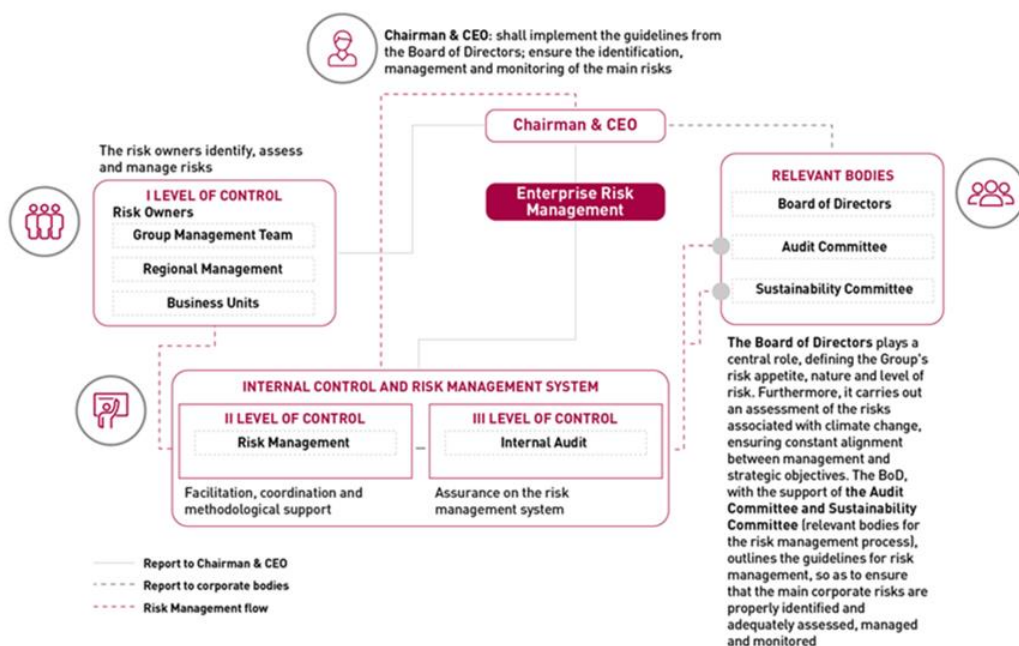 Chairman & CEO: shall implement the guidelines from
the Board of Directors; ensure the identification,
management and monitoring of the main risks
Chairman & CEO
The risk owners identify, assess
and manage risks
I LEVEL OF CONTROL
Risk Owners
Group Management Team
Regional Management
Business Units
Enterprise Risk
Management
RELEVANT BODIES
Board of Directors
Audit Committee
Sustainability Committee
INTERNAL CONTROL AND RISK MANAGEMENT SYSTEM
II LEVEL OF CONTROL
Risk Management
Facilitation, coordination and
methodological support
III LEVEL OF CONTROL
Internal Audit
Assurance on the risk
management system
The Board of Directors plays a
central role, defining the Group's
risk appetite, nature and level of
risk. Furthermore, it carries out
an assessment of the risks
associated with climate change,
ensuring constant alignment
between management and
strategic objectives. The BoD,
with the support of the Audit
Committee and Sustainability
Committee (relevant bodies for
the risk management process),
outlines the guidelines for risk
management, so as to ensure
that the main corporate risks are
properly identified and
adequately assessed, managed
and monitored
Report to Chairman & CEO
Report to corporate bodies
Risk Management flow